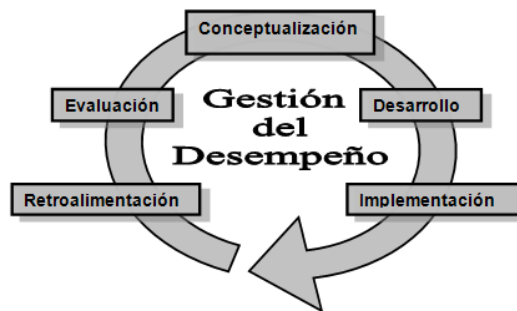 Conceptualización
Evaluación
Gestión
del
Desempeño
Desarrollo
Retroalimentación
Implementación